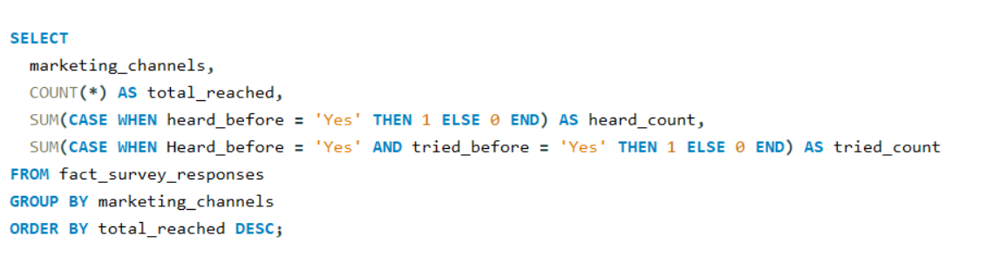 SELECT
marketing_channels,
COUNT(*) AS total_reached,
SUM(CASE WHEN heard_before = 'Yes' THEN 1 ELSE 0 END) AS heard_count,
SUM(CASE WHEN Heard_before = 'Yes' AND tried_before = 'Yes' THEN 1 ELSE 0 END) AS tried_count
FROM fact_survey_responses
GROUP BY marketing_channels
ORDER BY total_reached DESC;